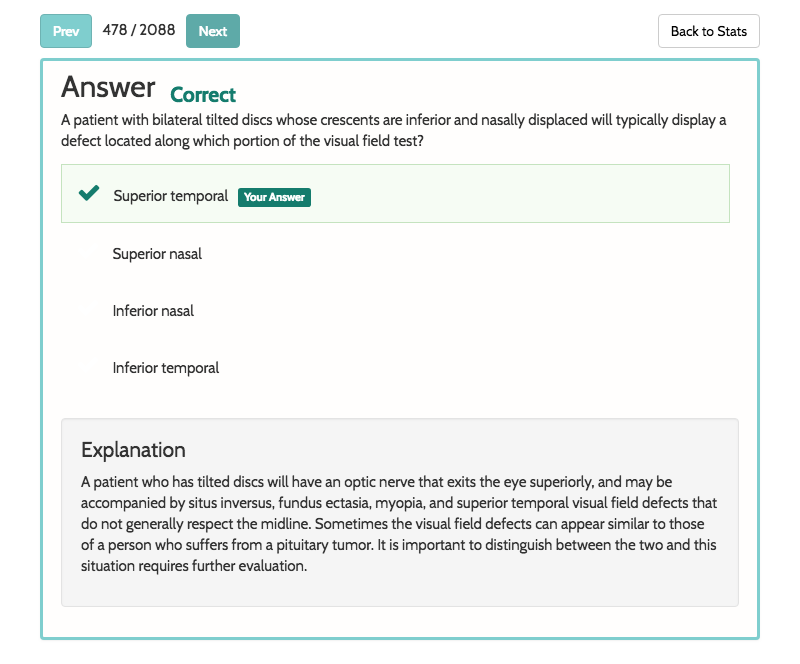 Prev 478 / 2088 Next Back to Stats
Answer Correct
A patient with bilateral tilted discs whose crescents are inferior and nasally displaced will typically display a
defect located along which portion of the visual field test?
Superior temporal Your Answer
Superior nasal
Inferior nasal
Inferior temporal
Explanation
A patient who has tilted discs will have an optic nerve that exits the eye superiorly, and may be
accompanied by situs inversus, fundus ectasia, myopia, and superior temporal visual field defects that
do not generally respect the midline. Sometimes the visual field defects can appear similar to those
of a person who suffers from a pituitary tumor. It is important to distinguish between the two and this
situation requires further evaluation.